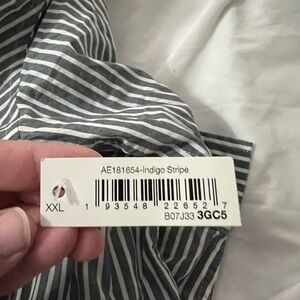 AE181654-Indigo Stripe
XXL
1 93548 22652 7
B07J33 3GC5